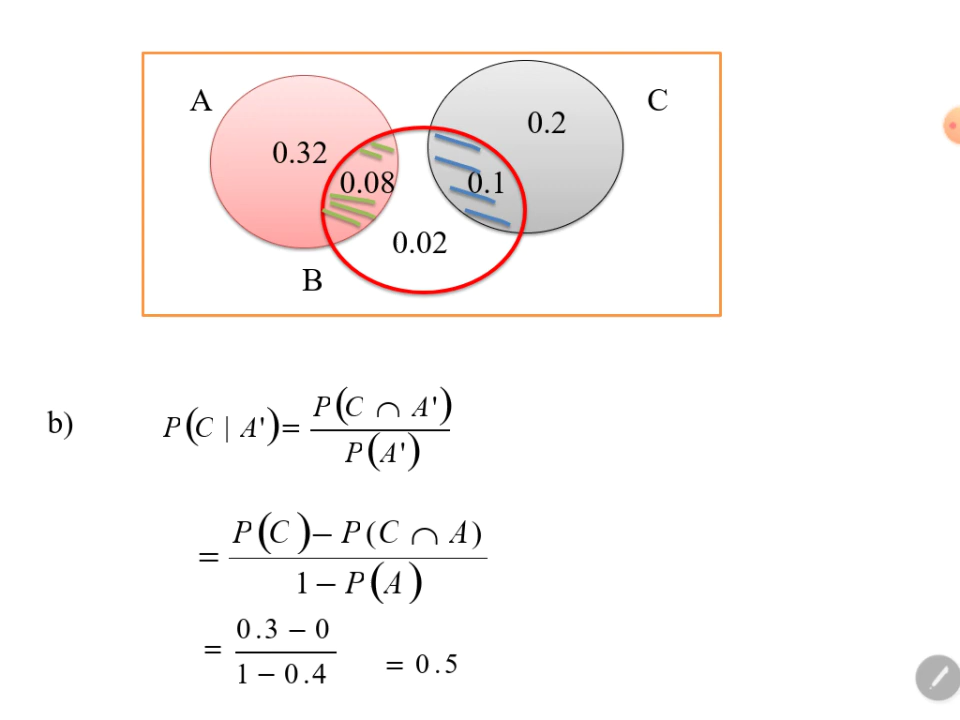 A C
0.2
0.32
0.08 0.1
0.02
B
b) P(C | A') = P(C ∩ A') / P(A')
= P(C) − P(C ∩ A) / 1 − P(A)
= 0.3 − 0 / 1 − 0.4 = 0.5